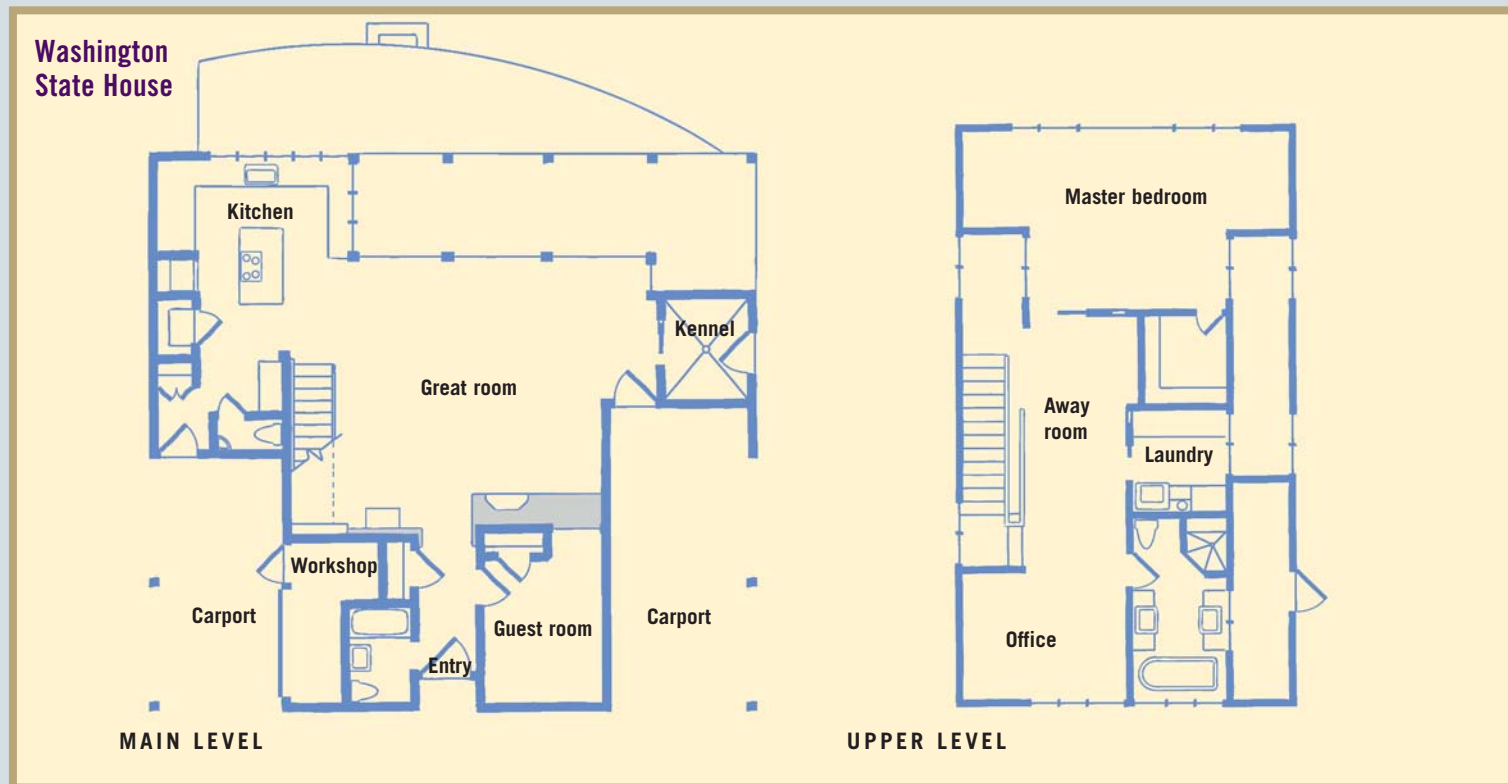 Washington
State House
Kitchen
Kennel
Great room
Workshop
Carport
Guest room
Carport
Entry
MAIN LEVEL
Master bedroom
Away
room
Laundry
Office
UPPER LEVEL